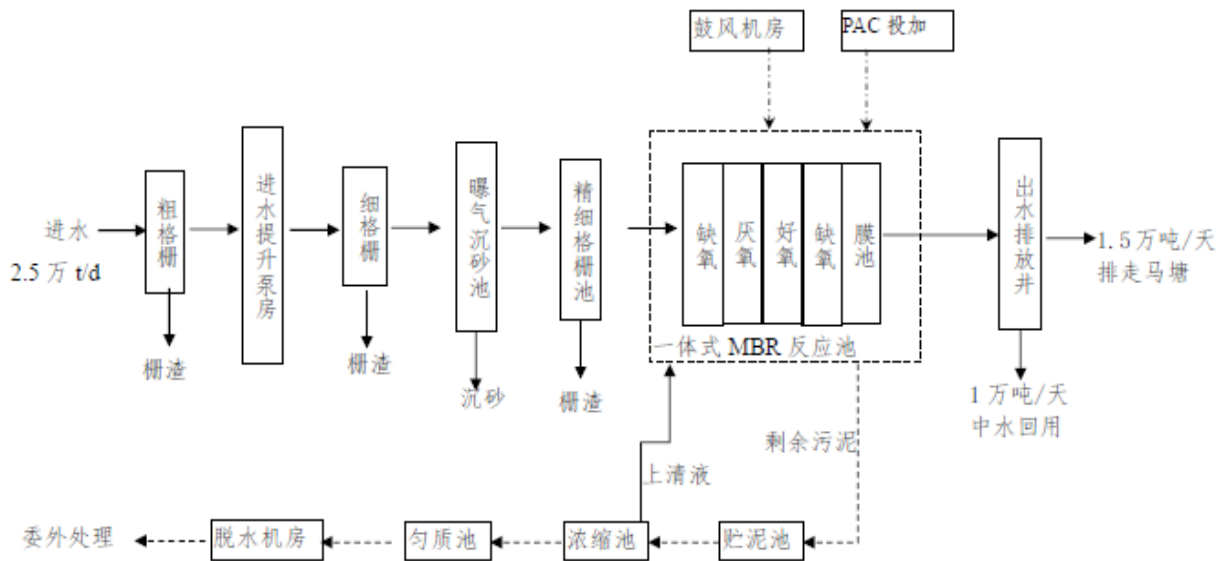 鼓风机房
PAC 投加
进水
2.5 万 t/d
粗格栅
进水提升泵房
细格栅
曝气沉砂池
精细格栅池
缺氧
厌氧
好氧
缺氧
膜池
一体式 MBR 反应池
出水排放井
1.5 万吨/天
排走马塘
栅渣
栅渣
沉砂
栅渣
1 万吨/天
中水回用
剩余污泥
上清液
委外处理
脱水机房
匀质池
浓缩池
贮泥池